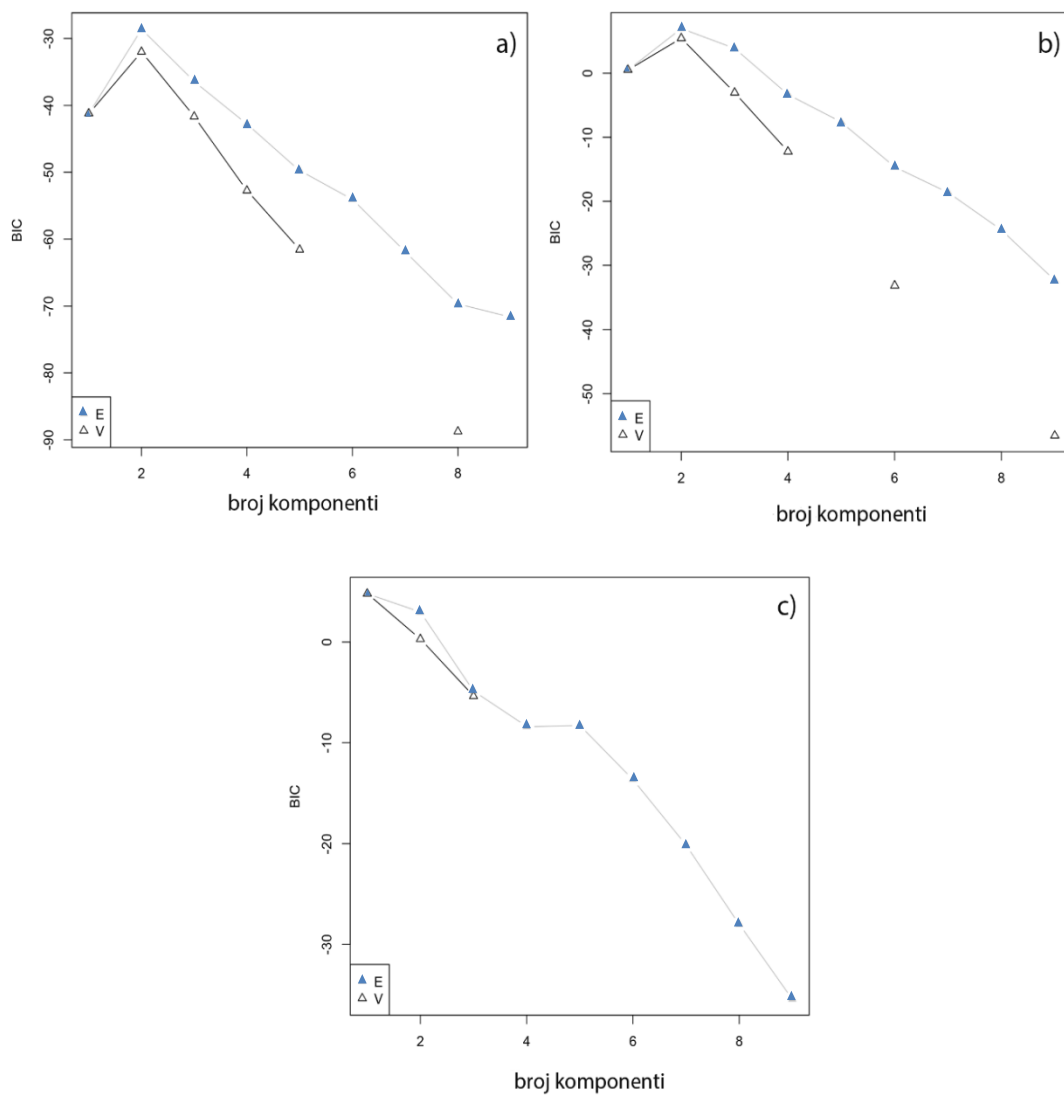 a)
BIC
-30
-40
-50
-60
-70
-80
-90
E
V
2 4 6 8
broj komponenti
b)
BIC
0
-10
-20
-30
-40
-50
E
V
2 4 6 8
broj komponenti
c)
BIC
0
-10
-20
-30
E
V
2 4 6 8
broj komponenti